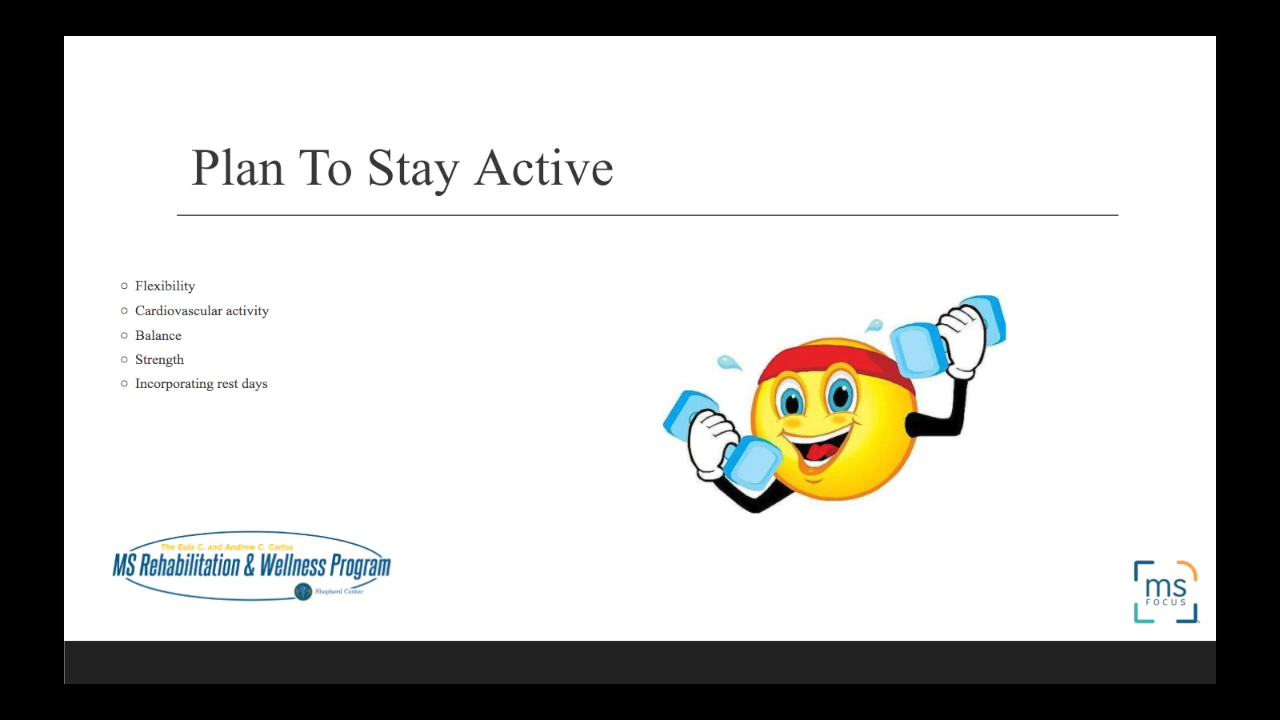 Plan To Stay Active
Flexibility
Cardiovascular activity
Balance
Strength
Incorporating rest days
The Eula C. and Andrew C. Carlos
MS Rehabilitation & Wellness Program
Shepherd Center
ms
FOCUS